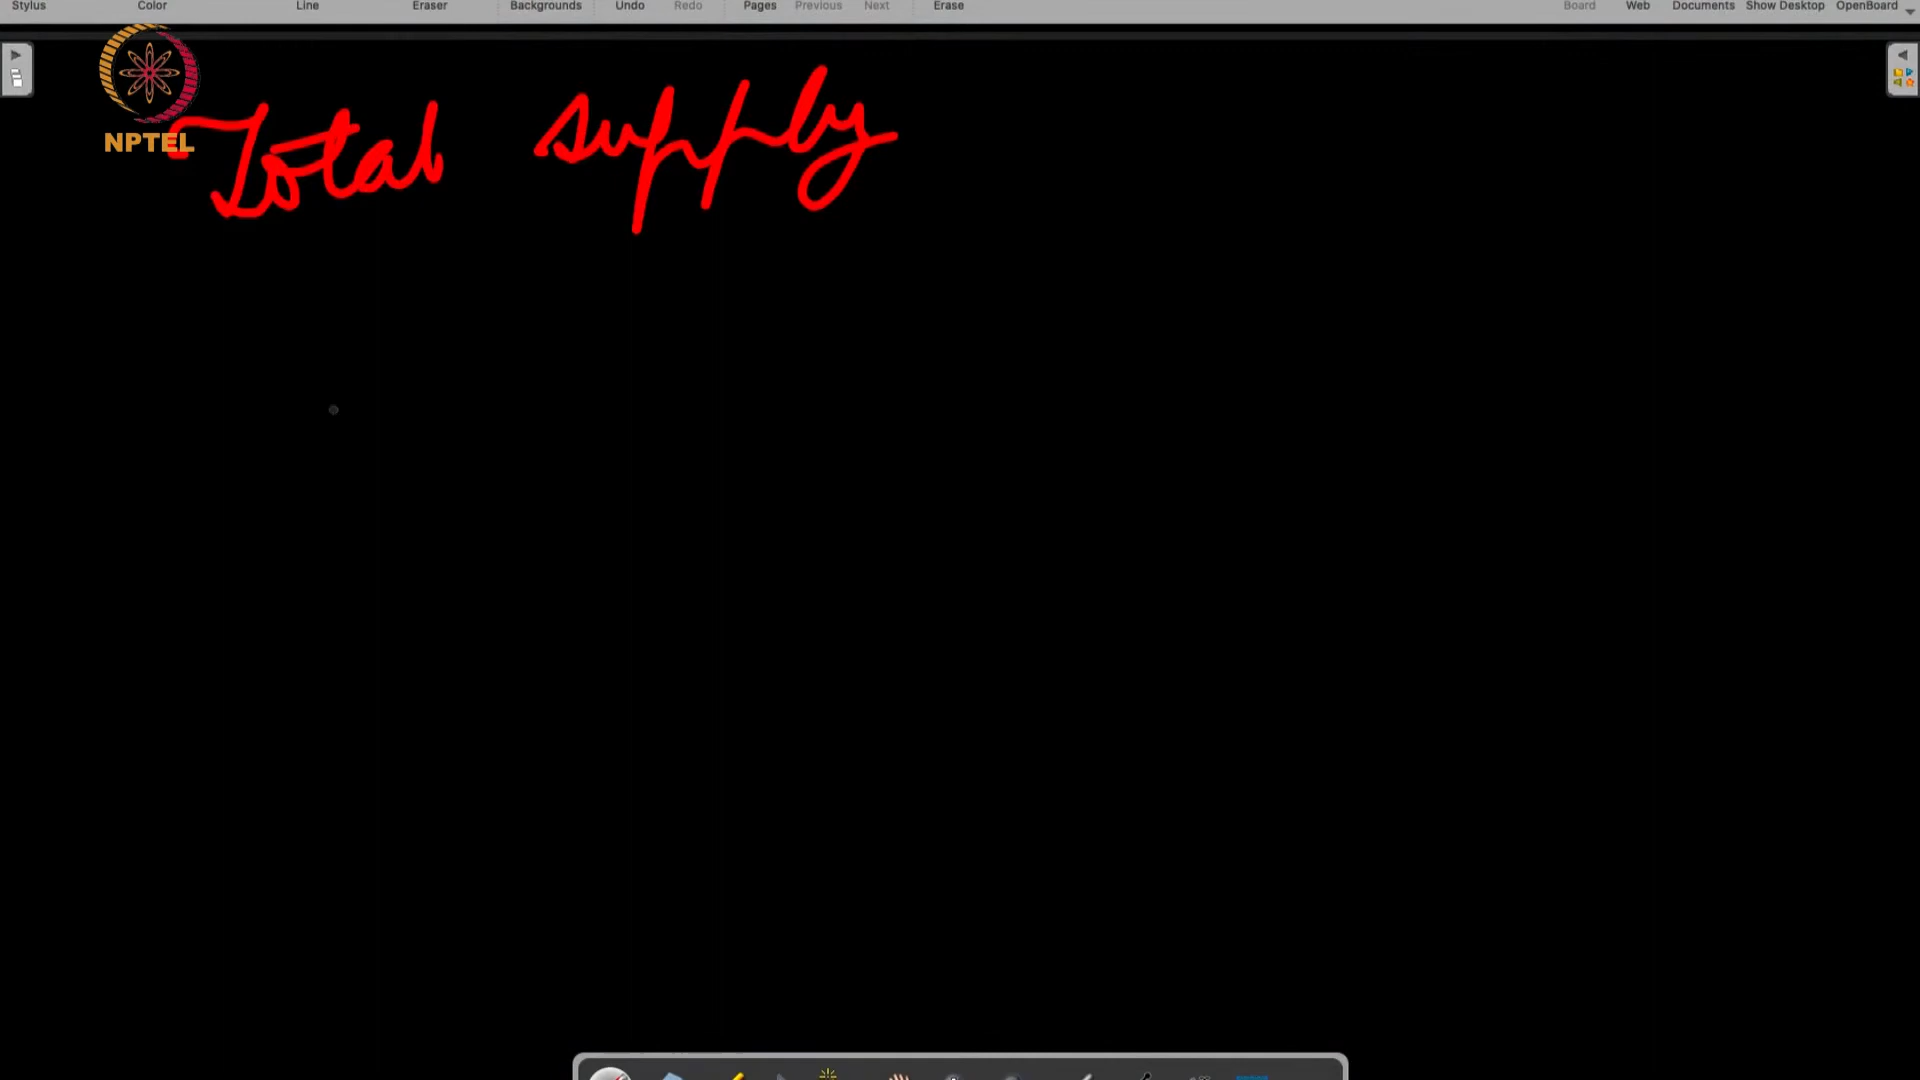 Stylus Color Line Eraser Backgrounds Undo Redo Pages Previous Next Erase Board Web Documents Show Desktop OpenBoard
NPTEL
Total supply